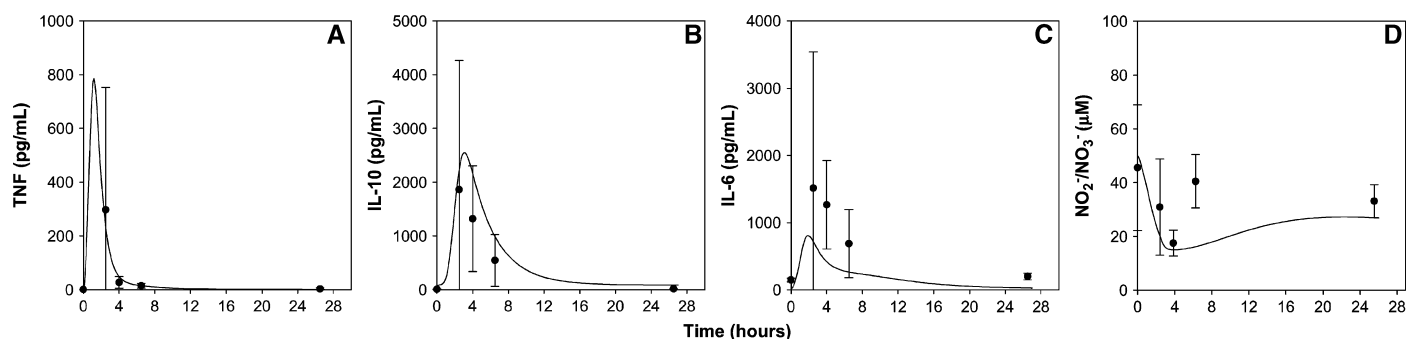 A
TNF (pg/mL)
1000
800
600
400
200
0
0 4 8 12 16 20 24 28
B
IL-10 (pg/mL)
5000
4000
3000
2000
1000
0
0 4 8 12 16 20 24 28
C
IL-6 (pg/mL)
4000
3000
2000
1000
0
0 4 8 12 16 20 24 28
D
NO₂⁻/NO₃⁻ (μM)
100
80
60
40
20
0
0 4 8 12 16 20 24 28
Time (hours)